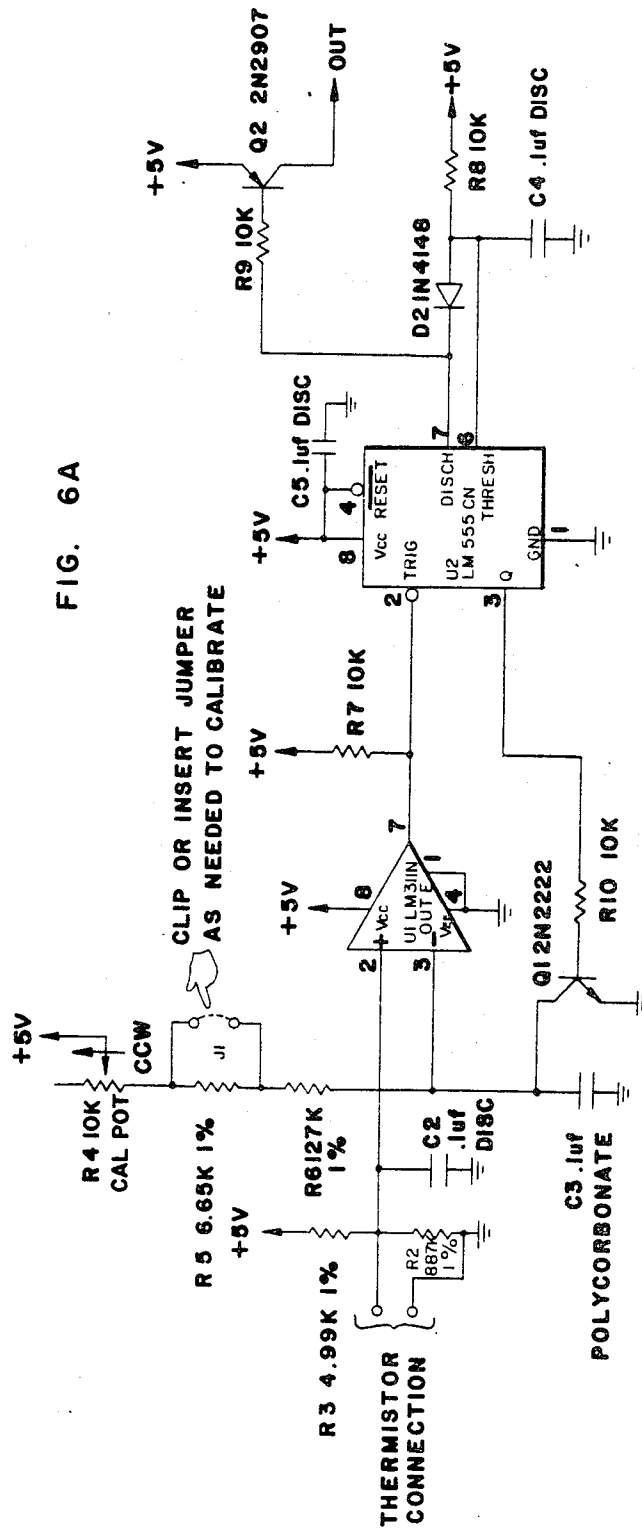 FIG. 6A
+5V
R4 10K
CAL POT
CCW
CLIP OR INSERT JUMPER
AS NEEDED TO CALIBRATE
J1
R5 6.65K 1%
+5V
R6 127K
1%
R3 4.99K 1%
THERMISTOR
CONNECTION
R2
887K
1%
C2
.1uf
DISC
C3 .1uf
POLYCORBONATE
+5V
8
2
+
Vcc
U1 LM311N
OUT E
3
-
VEE
7
1
4
Q1 2N2222
R10 10K
+5V
R7 10K
+5V
C5 .1uf DISC
8
4
Vcc
RESET
2
TRIG
U2
LM 555 CN
DISCH
7
THRESH
6
Q
3
GND
1
R9 10K
+5V
Q2 2N2907
OUT
D2 1N4148
R8 10K
+5V
C4 .1uf DISC